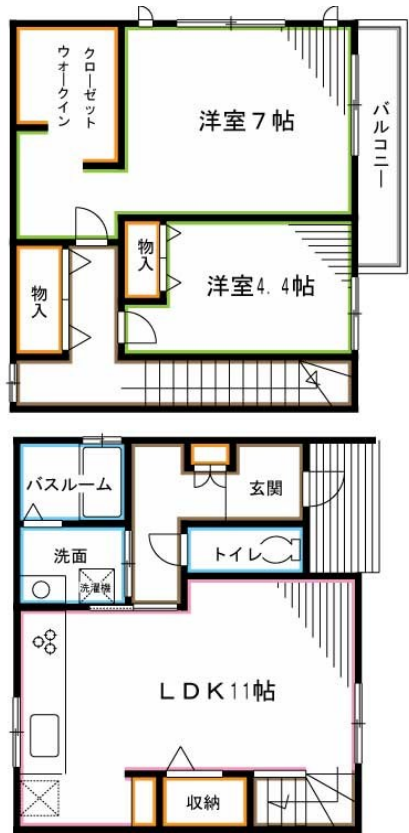 ウォークイン
クローゼット
洋室7帖
バルコニー
物入
物入
洋室4.4帖
バスルーム
玄関
洗面
トイレ
洗濯機
LDK11帖
収納